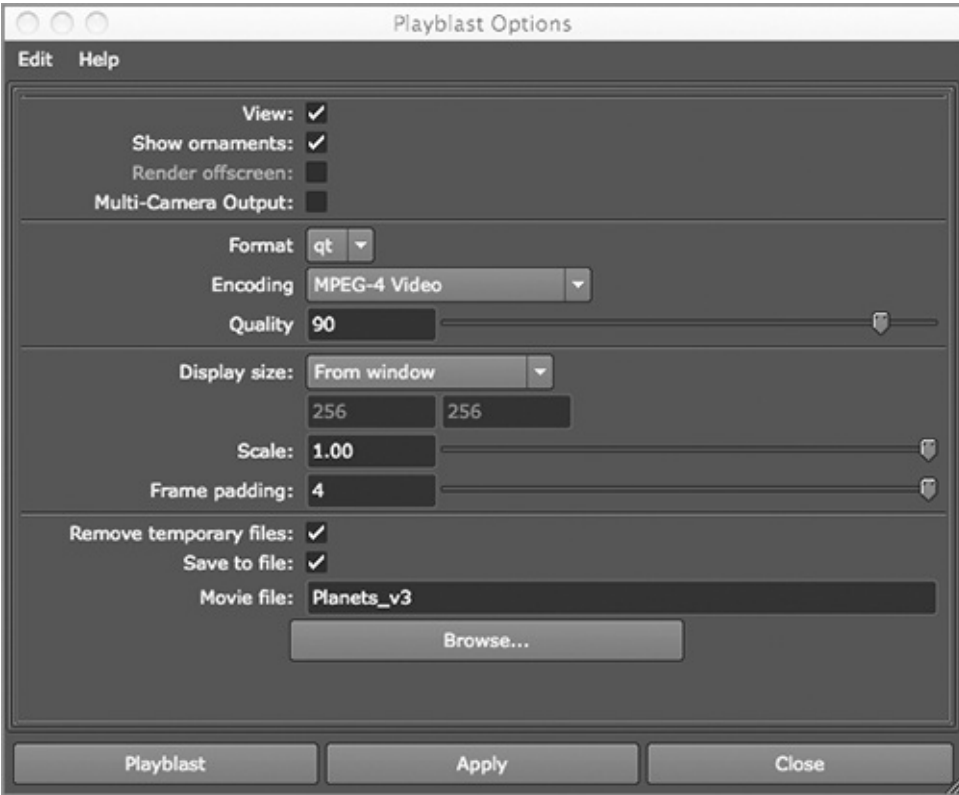 Playblast Options
Edit Help
View:
Show ornaments:
Render offscreen:
Multi-Camera Output:
Format qt
Encoding MPEG-4 Video
Quality 90
Display size: From window
256 256
Scale: 1.00
Frame padding: 4
Remove temporary files:
Save to file:
Movie file: Planets_v3
Browse...
Playblast Apply Close